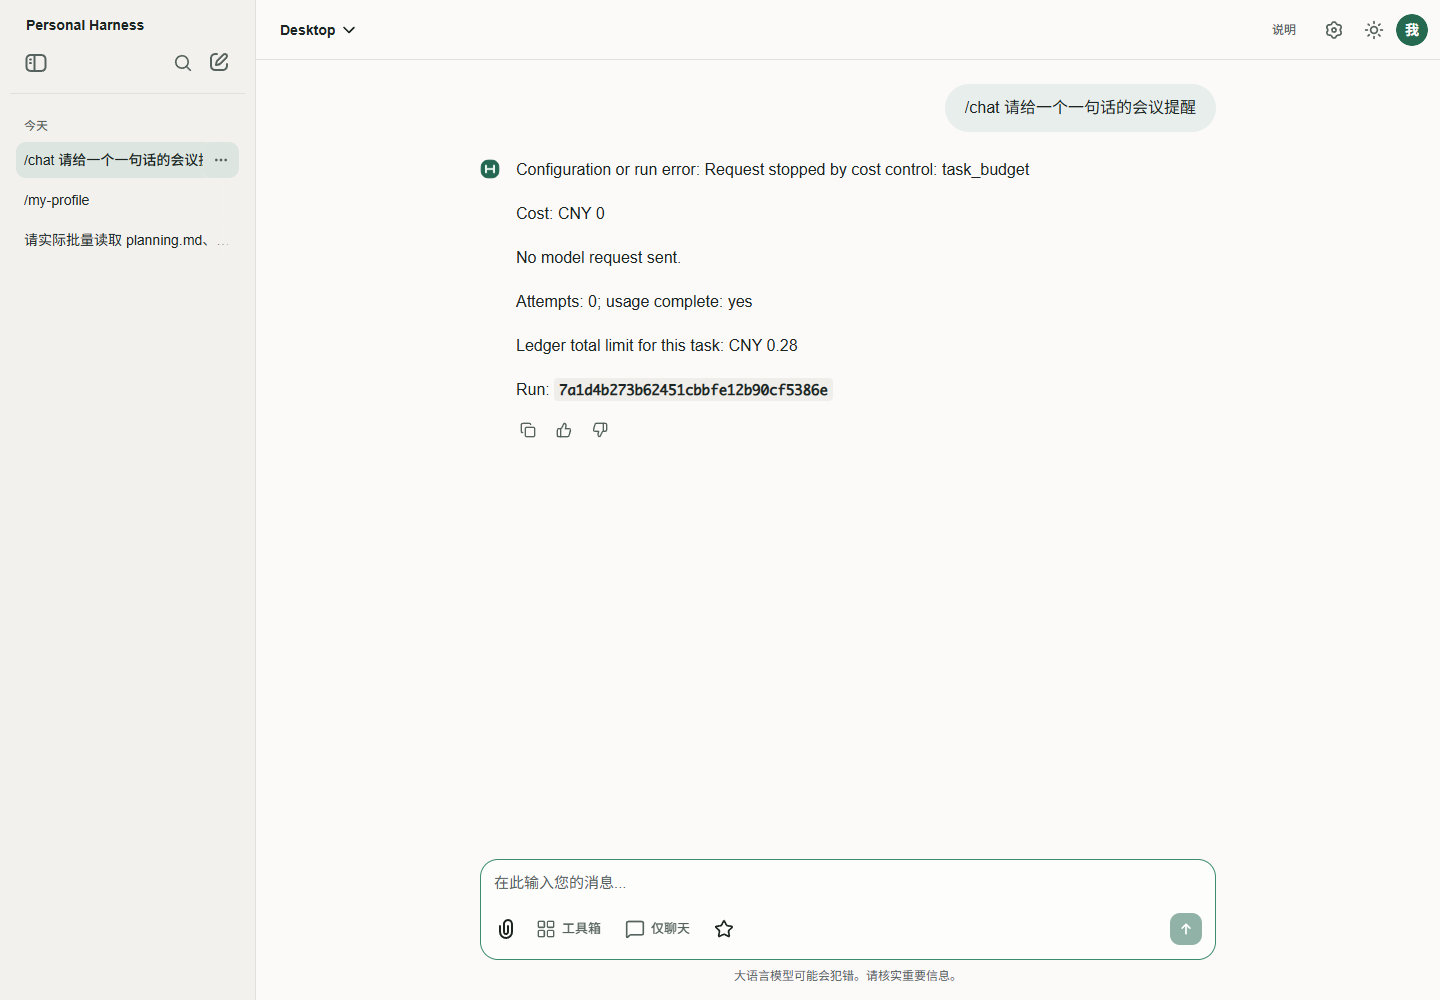 Personal Harness
今天
/chat 请给一个一句话的会议
/my-profile
请实际批量读取 planning.md、...
Desktop
说明
我
/chat 请给一个一句话的会议提醒
H
Configuration or run error: Request stopped by cost control: task_budget
Cost: CNY 0
No model request sent.
Attempts: 0; usage complete: yes
Ledger total limit for this task: CNY 0.28
Run: 7a1d4b273b62451cbbfe12b90cf5386e
在此输入您的消息...
工具箱
仅聊天
大语言模型可能会犯错。请核实重要信息。